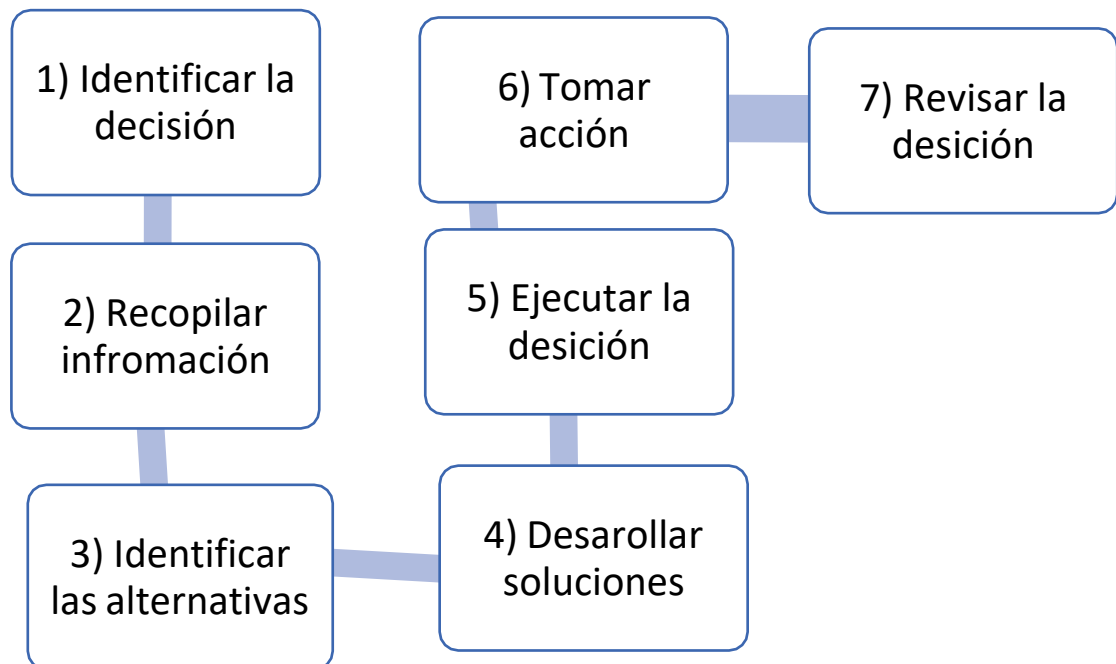 1) Identificar la
decisión
2) Recopilar
infromación
3) Identificar
las alternativas
4) Desarollar
soluciones
5) Ejecutar la
desición
6) Tomar
acción
7) Revisar la
desición